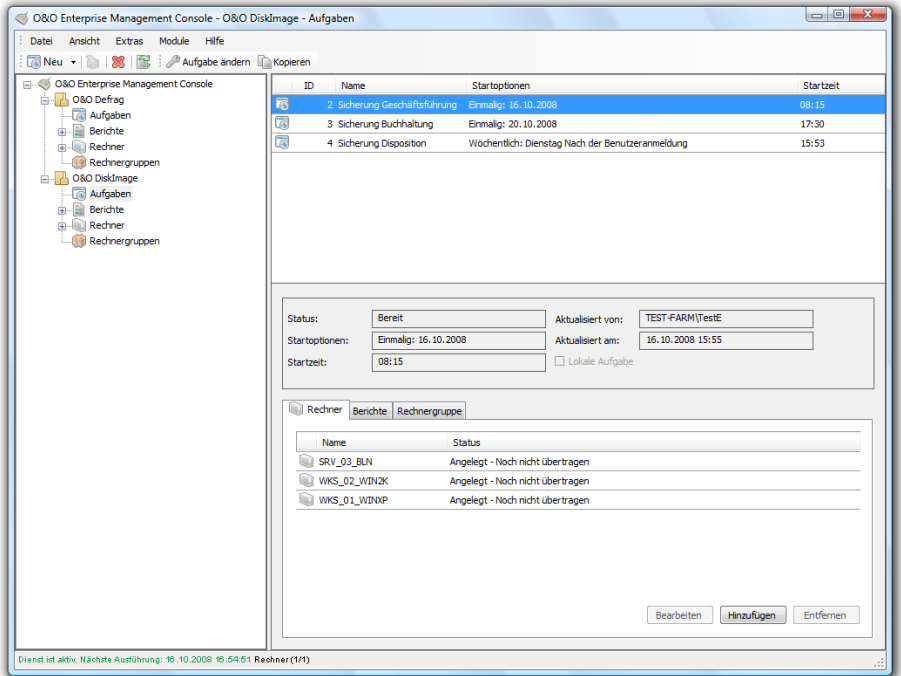 O&O Enterprise Management Console - O&O DiskImage - Aufgaben
Datei Ansicht Extras Module Hilfe
Neu Aufgabe ändern Kopieren
O&O Enterprise Management Console
O&O Defrag
Aufgaben
Berichte
Rechner
Rechnergruppen
O&O DiskImage
Aufgaben
Berichte
Rechner
Rechnergruppen
ID Name Startoptionen Startzeit
2 Sicherung Geschäftsführung Einmalig: 16.10.2008 08:15
3 Sicherung Buchhaltung Einmalig: 20.10.2008 17:30
4 Sicherung Disposition Wöchentlich: Dienstag Nach der Benutzeranmeldung 15:53
Status: Bereit Aktualisiert von: TEST-FARM\TestE
Startoptionen: Einmalig: 16.10.2008 Aktualisiert am: 16.10.2008 15:55
Startzeit: 08:15 Lokale Aufgabe
Rechner Berichte Rechnergruppe
Name Status
SRV_03_BLN Angelegt - Noch nicht übertragen
WKS_02_WIN2K Angelegt - Noch nicht übertragen
WKS_01_WINXP Angelegt - Noch nicht übertragen
Bearbeiten Hinzufügen Entfernen
Dienst ist aktiv. Nächste Ausführung: 16.10.2008 16:54:51 Rechner (1/1)